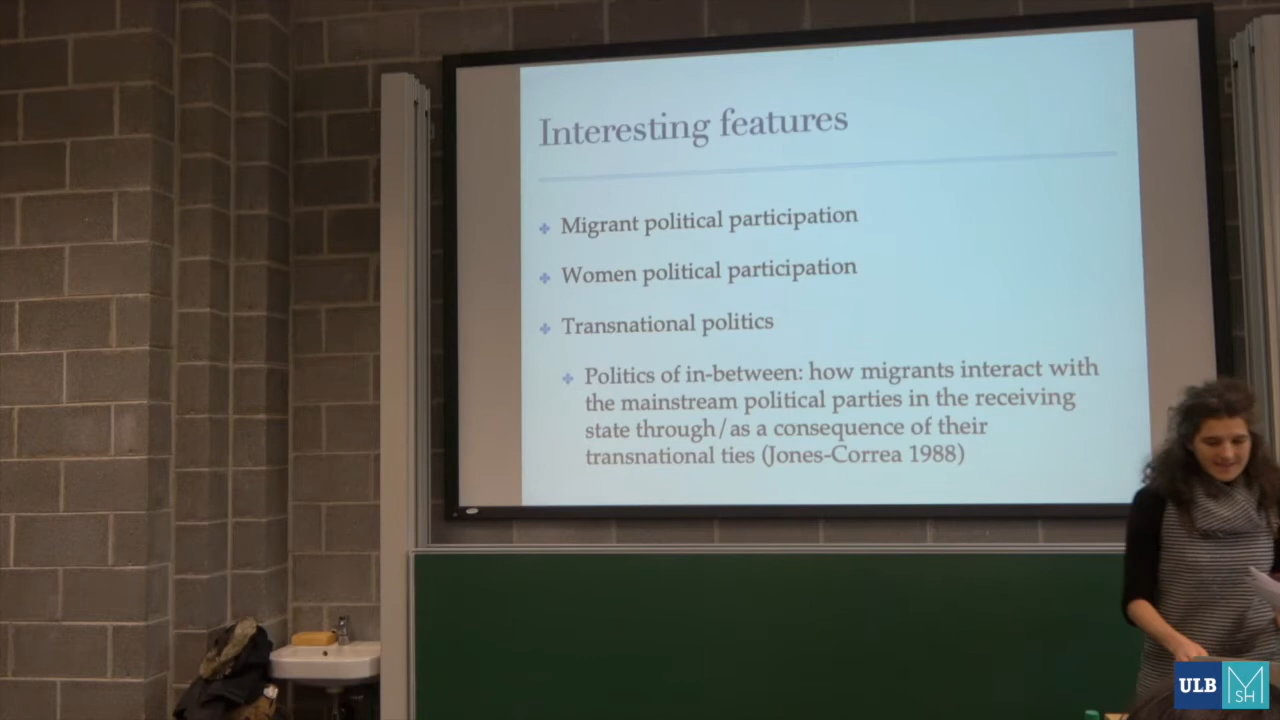 Interesting features
Migrant political participation
Women political participation
Transnational politics
Politics of in-between: how migrants interact with
the mainstream political parties in the receiving
state through/as a consequence of their
transnational ties (Jones-Correa 1988)
ULB
MSH